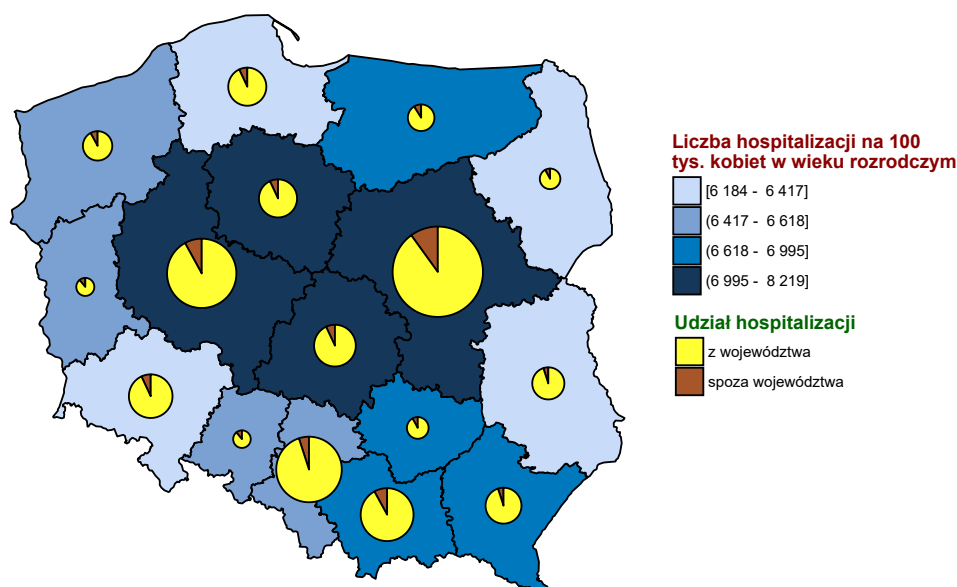 Liczba hospitalizacji na 100
tys. kobiet w wieku rozrodczym
[6 184 - 6 417]
(6 417 - 6 618]
(6 618 - 6 995]
(6 995 - 8 219]
Udział hospitalizacji
z województwa
spoza województwa